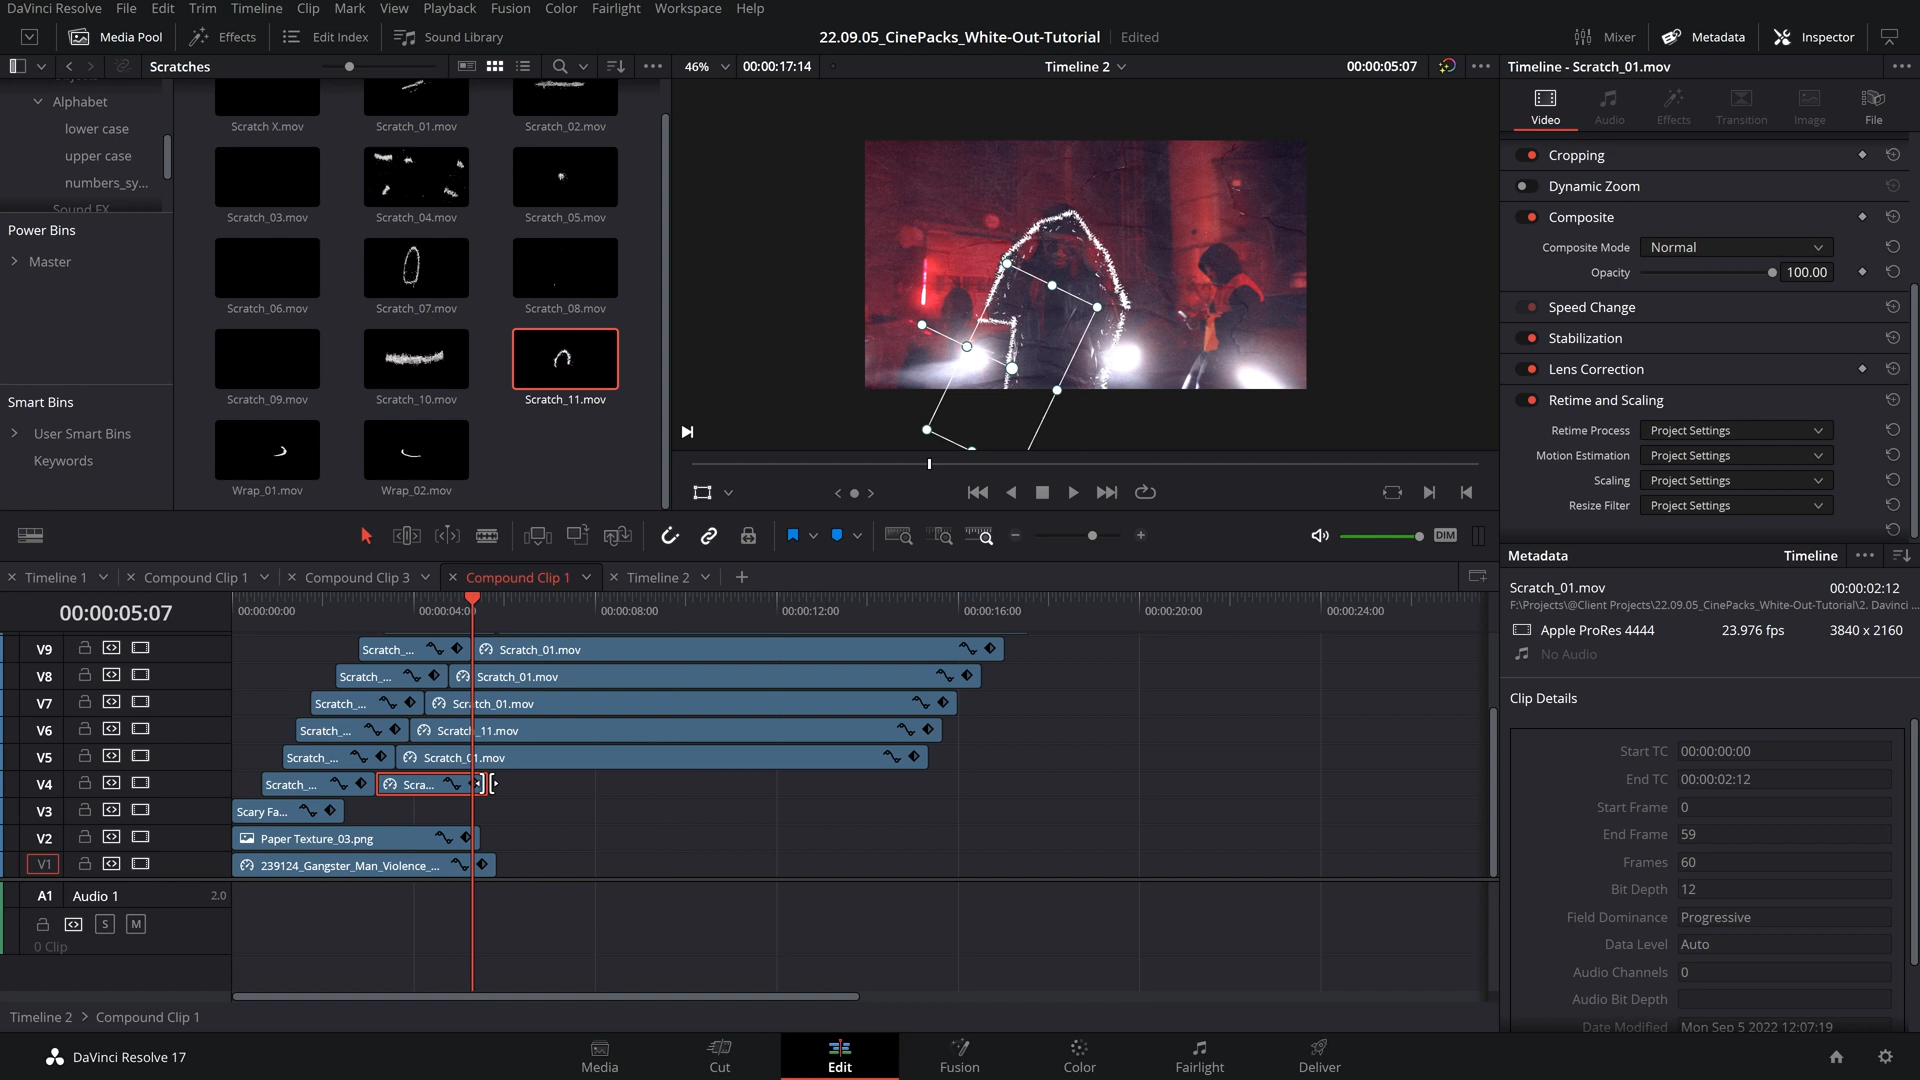 DaVinci Resolve File Edit Trim Timeline Clip Mark View Playback Fusion Color Fairlight Workspace Help
Media Pool Effects Edit Index Sound Library 22.09.05_CinePacks_White-Out-Tutorial Edited Mixer Metadata Inspector
Scratches 46% 00:00:17:14 Timeline 2 00:00:05:07 Timeline - Scratch_01.mov
Alphabet
lower case
upper case
numbers_sy...
Sound FX
Power Bins
Master
Smart Bins
User Smart Bins
Keywords
Scratch X.mov Scratch_01.mov Scratch_02.mov
Scratch_03.mov Scratch_04.mov Scratch_05.mov
Scratch_06.mov Scratch_07.mov Scratch_08.mov
Scratch_09.mov Scratch_10.mov Scratch_11.mov
Wrap_01.mov Wrap_02.mov
Video Audio Effects Transition Image File
Cropping
Dynamic Zoom
Composite
Composite Mode Normal
Opacity 100.00
Speed Change
Stabilization
Lens Correction
Retime and Scaling
Retime Process Project Settings
Motion Estimation Project Settings
Scaling Project Settings
Resize Filter Project Settings
DIM
Timeline 1 Compound Clip 1 Compound Clip 3 Compound Clip 1 Timeline 2
00:00:05:07 00:00:00:00 00:00:04:00 00:00:08:00 00:00:12:00 00:00:16:00 00:00:20:00 00:00:24:00
V9 Scratch_... Scratch_01.mov
V8 Scratch_... Scratch_01.mov
V7 Scratch_... Scratch_01.mov
V6 Scratch_... Scratch_11.mov
V5 Scratch_... Scratch_01.mov
V4 Scratch_... Scra...
V3 Scary Fa...
V2 Paper Texture_03.png
V1 239124_Gangster_Man_Violence_...
A1 Audio 1 2.0
S M
0 Clip
Timeline 2 > Compound Clip 1
Metadata Timeline
Scratch_01.mov 00:00:02:12
F:\Projects\@Client Projects\22.09.05_CinePacks_White-Out-Tutorial\2. Davinci ...
Apple ProRes 4444 23.976 fps 3840 x 2160
No Audio
Clip Details
Start TC 00:00:00:00
End TC 00:00:02:12
Start Frame 0
End Frame 59
Frames 60
Bit Depth 12
Field Dominance Progressive
Data Level Auto
Audio Channels 0
Audio Bit Depth
Date Modified Mon Sep 5 2022 12:07:19
DaVinci Resolve 17 Media Cut Edit Fusion Color Fairlight Deliver